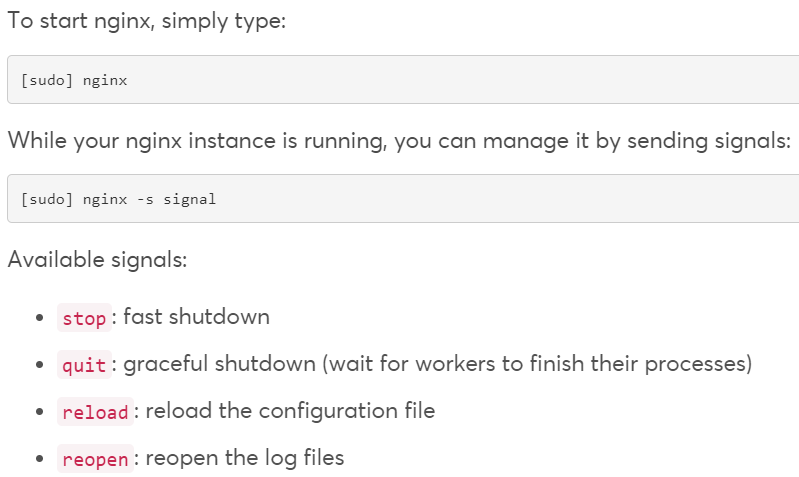 To start nginx, simply type:
[sudo] nginx
While your nginx instance is running, you can manage it by sending signals:
[sudo] nginx -s signal
Available signals:
• stop: fast shutdown
• quit: graceful shutdown (wait for workers to finish their processes)
• reload: reload the configuration file
• reopen: reopen the log files